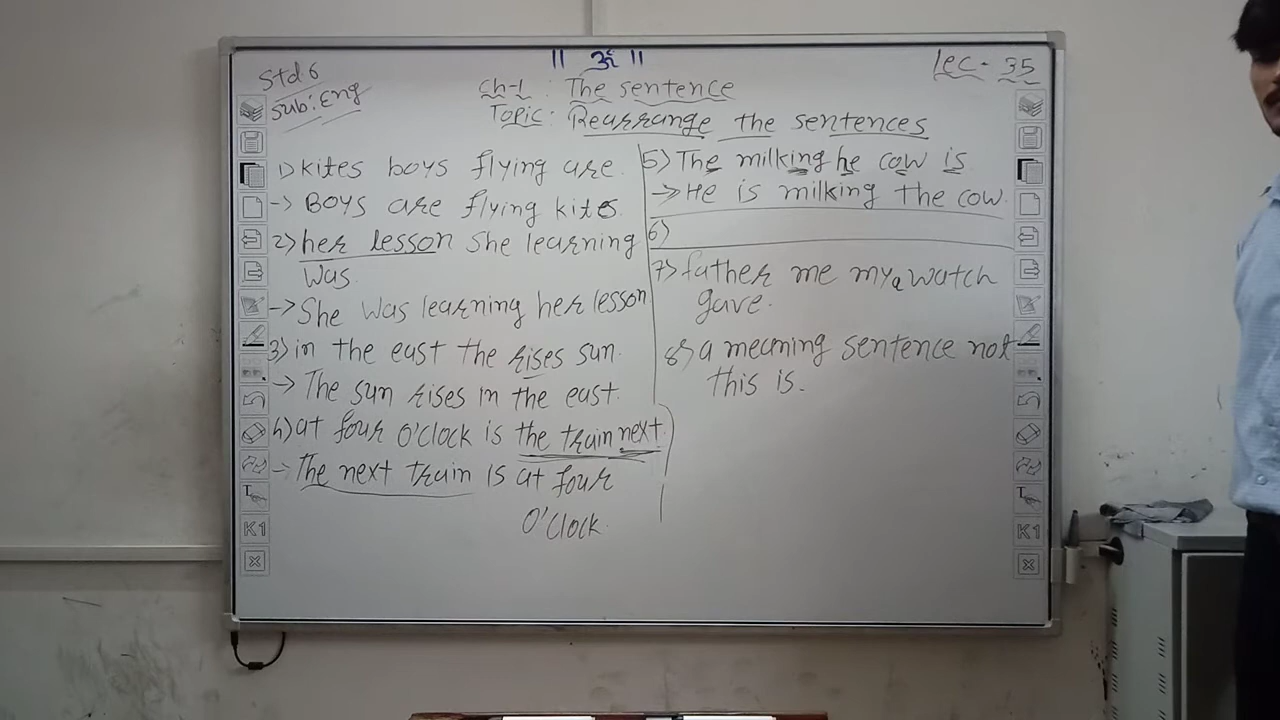 || ॐ ||
Std 6
Sub: Eng
Lec - 35
Ch-1 : The sentence
Topic: Rearrange the sentences
1) Kites boys flying are.
-> Boys are flying kites.
2) her lesson She learning
was.
-> She was learning her lesson
3) in the east the rises sun.
-> The sun rises in the east.
4) at four O'clock is the train next.
-> The next train is at four
O'clock.
5) The milking he cow is
-> He is milking the cow.
6)
7) father me my a watch
gave.
8) a meaning sentence not
this is.
T
K1
T
K1